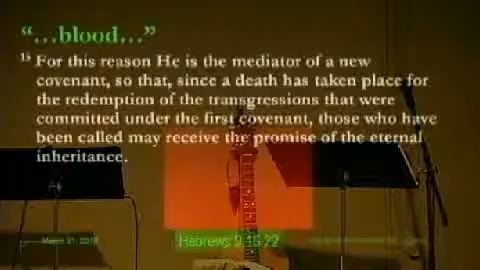 “...blood...”
15 For this reason He is the mediator of a new
covenant, so that, since a death has taken place for
the redemption of the transgressions that were
committed under the first covenant, those who have
been called may receive the promise of the eternal
inheritance.
Hebrews 9:15-22